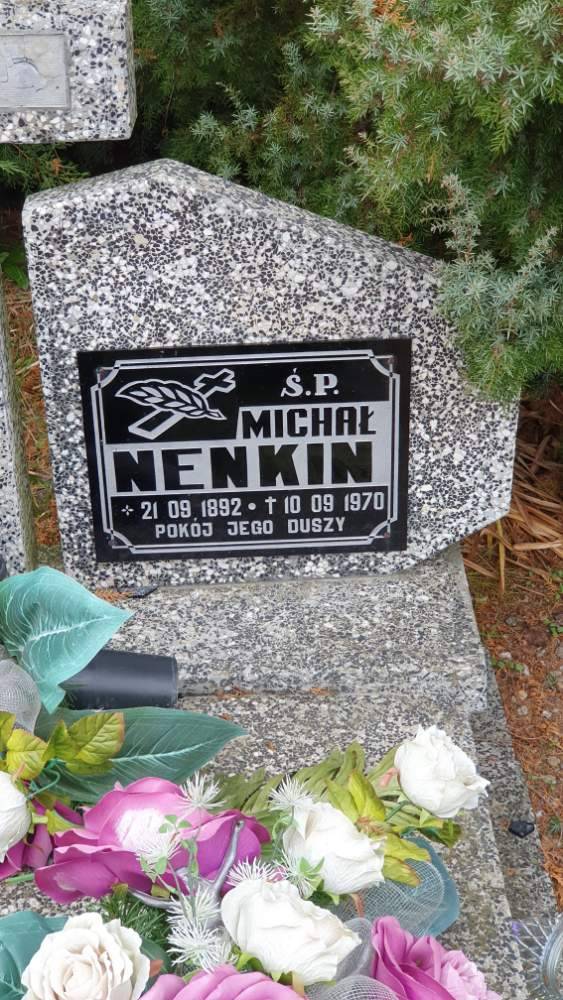 Ś.P.
MICHAŁ
NENKIN
21 09 1892 • † 10 09 1970
POKÓJ JEGO DUSZY